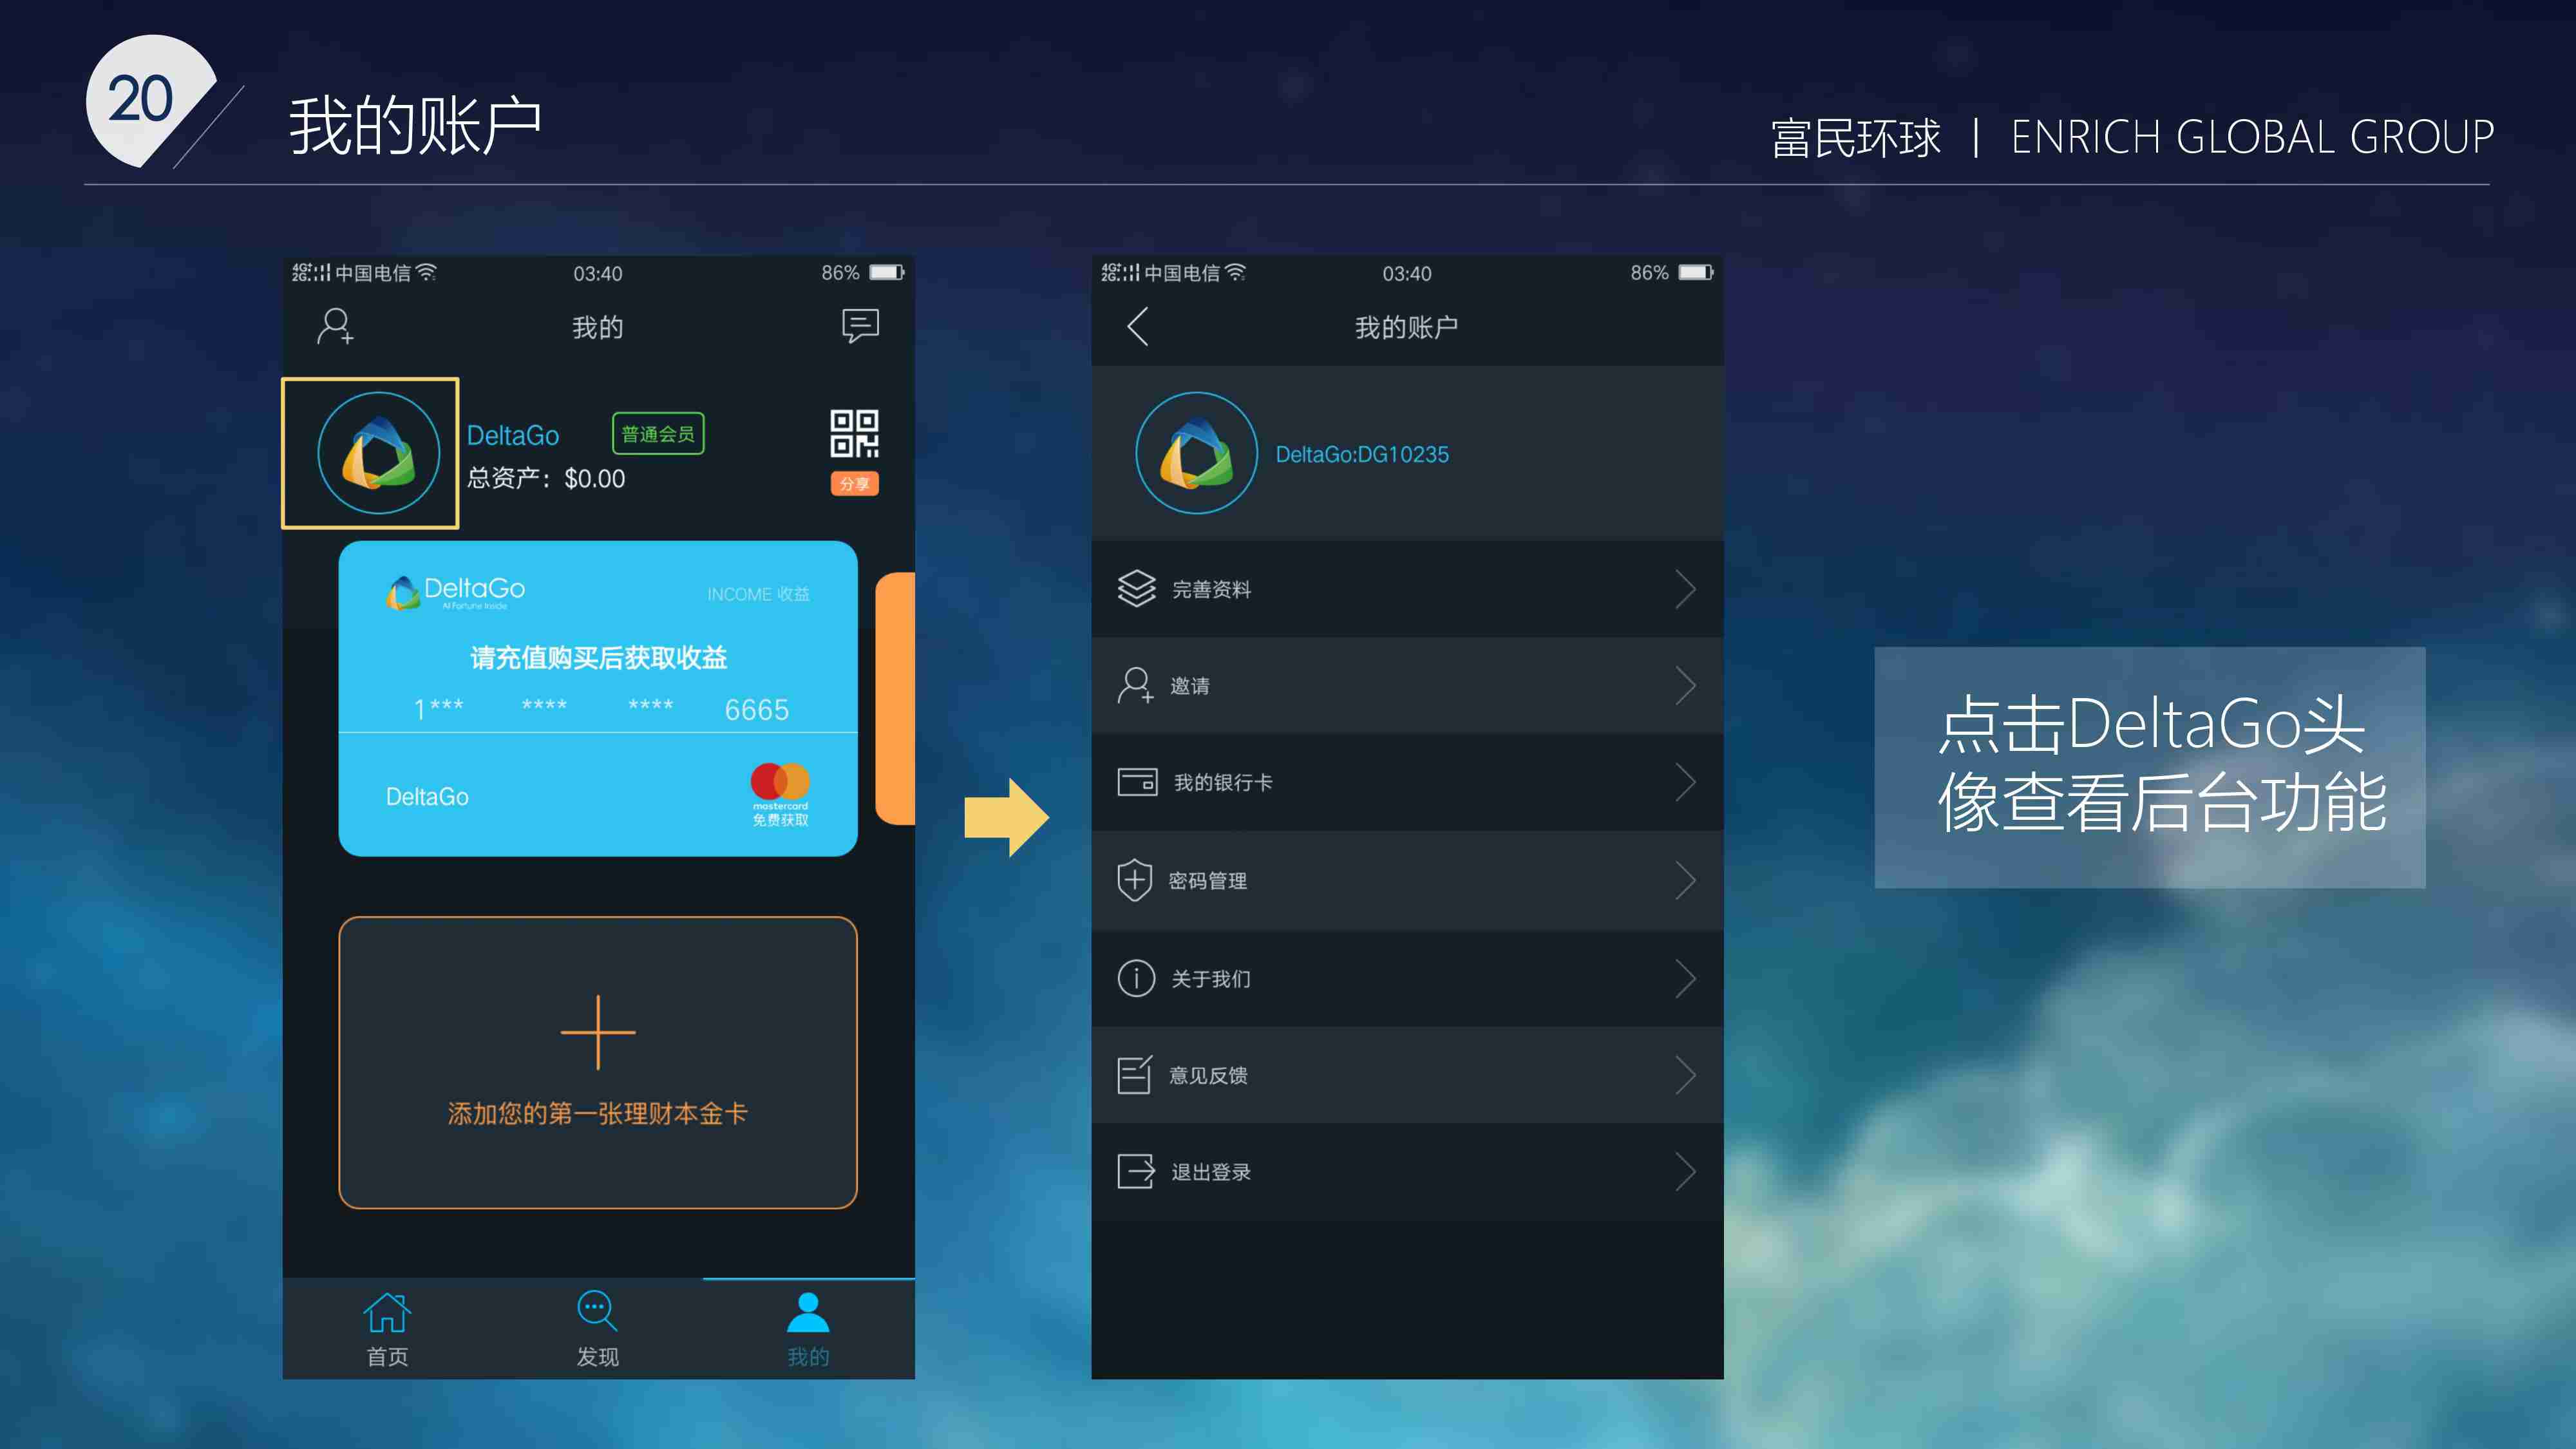 20
我的账户
富民环球 | ENRICH GLOBAL GROUP
4G+ 2G 中国电信 03:40 86%
我的
DeltaGo 普通会员
总资产：$0.00
分享
DeltaGo
AI Fortune Inside
INCOME 收益
请充值购买后获取收益
1*** **** **** 6665
DeltaGo
mastercard
免费获取
添加您的第一张理财本金卡
首页 发现 我的
4G+ 2G 中国电信 03:40 86%
我的账户
DeltaGo:DG10235
完善资料
邀请
我的银行卡
密码管理
关于我们
意见反馈
退出登录
点击DeltaGo头
像查看后台功能